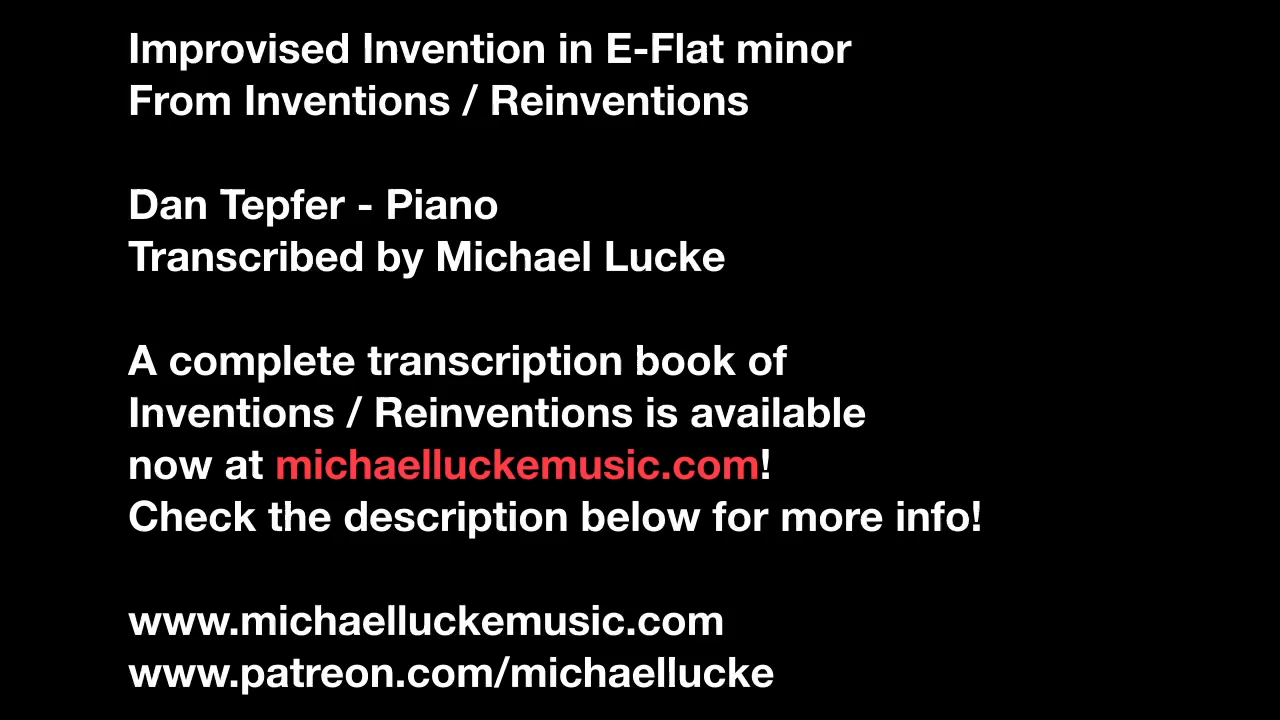 Improvised Invention in E-Flat minor
From Inventions / Reinventions
Dan Tepfer - Piano
Transcribed by Michael Lucke
A complete transcription book of
Inventions / Reinventions is available
now at michaelluckemusic.com!
Check the description below for more info!
www.michaelluckemusic.com
www.patreon.com/michaellucke